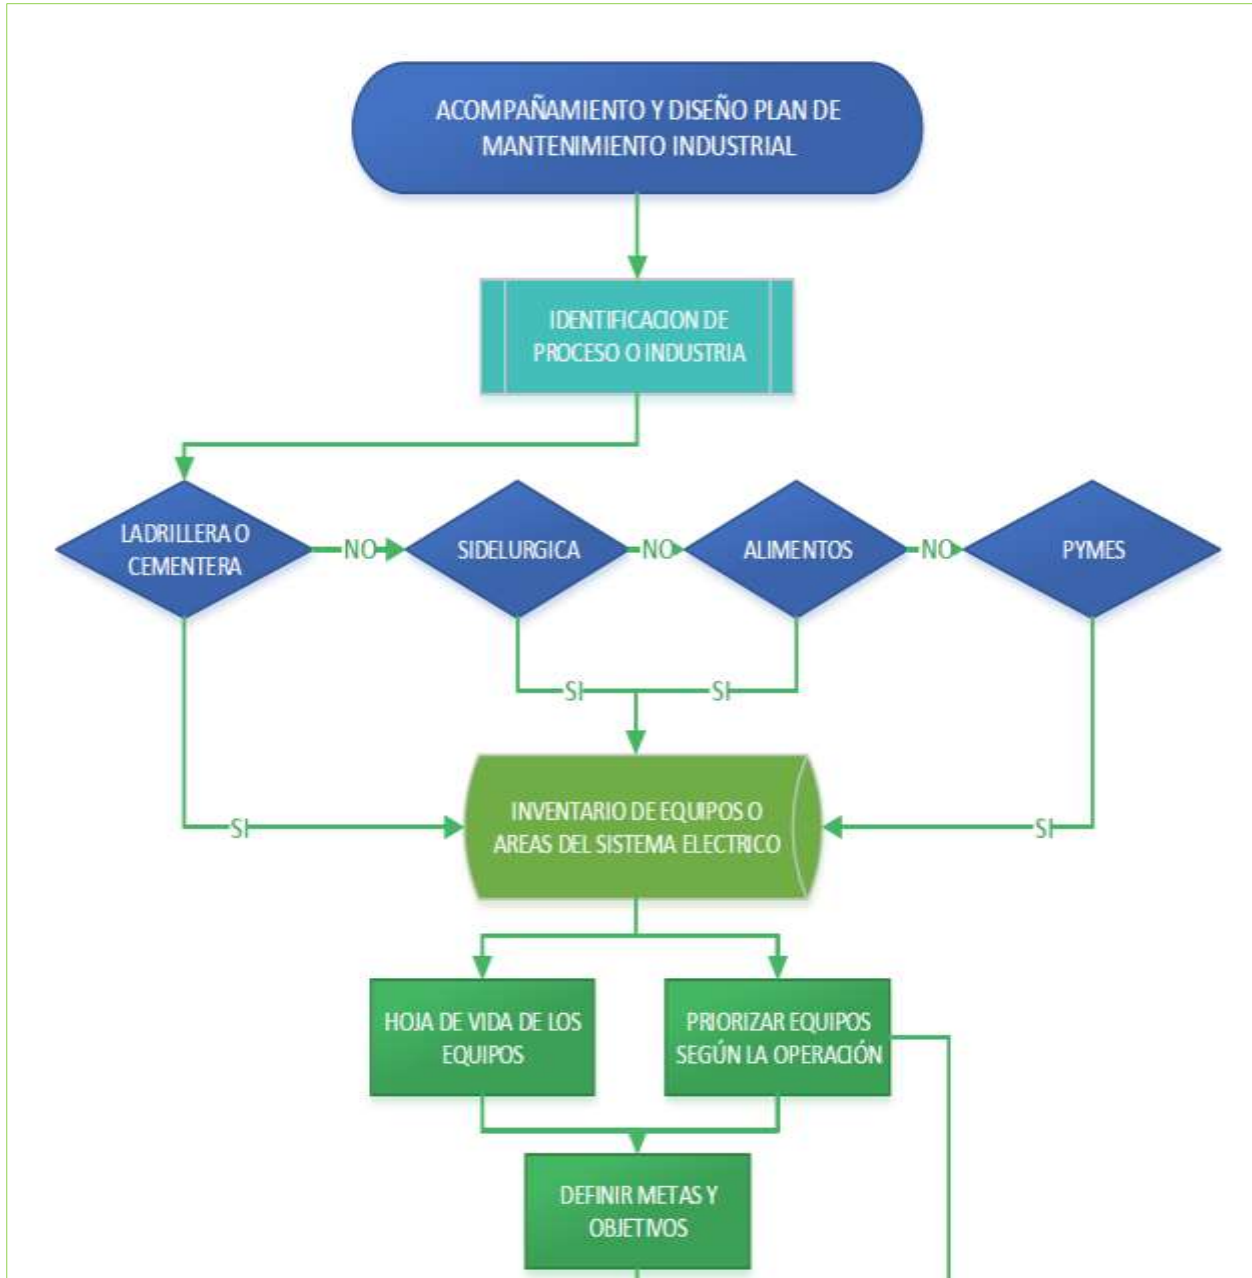 ACOMPAÑAMIENTO Y DISEÑO PLAN DE
MANTENIMIENTO INDUSTRIAL
IDENTIFICACION DE
PROCESO O INDUSTRIA
LADRILLERA O
CEMENTERA
NO
SIDELURGICA
NO
ALIMENTOS
NO
PYMES
SI
SI
INVENTARIO DE EQUIPOS O
AREAS DEL SISTEMA ELECTRICO
SI
SI
HOJA DE VIDA DE LOS
EQUIPOS
PRIORIZAR EQUIPOS
SEGÚN LA OPERACIÓN
DEFINIR METAS Y
OBJETIVOS